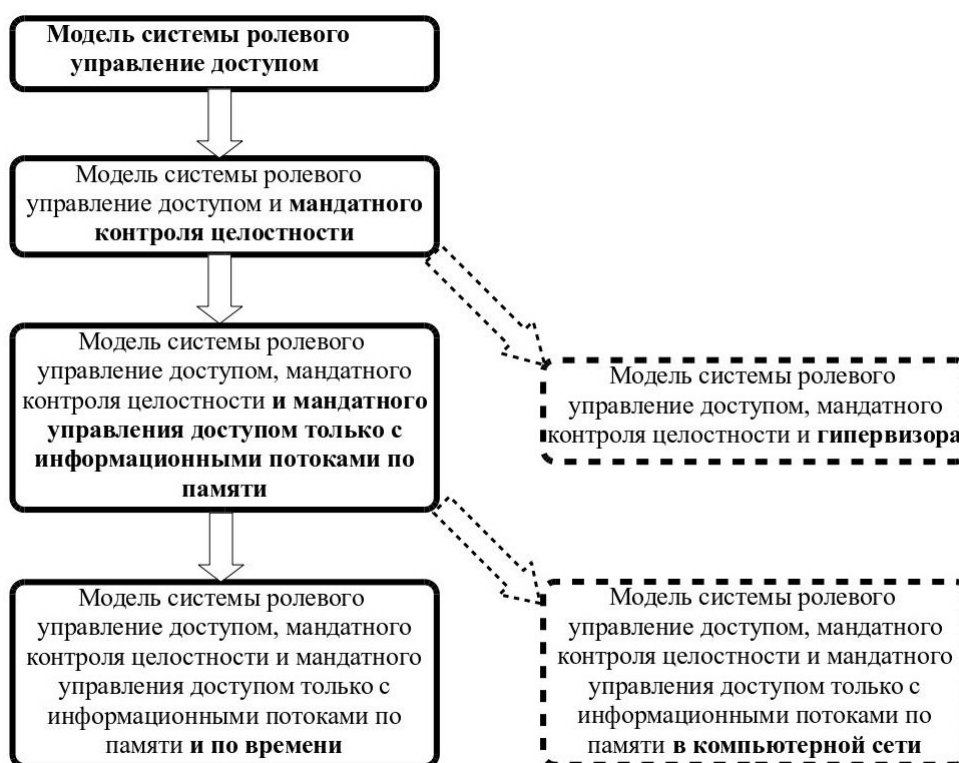 Модель системы ролевого
управление доступом
Модель системы ролевого
управление доступом и мандатного
контроля целостности
Модель системы ролевого
управление доступом, мандатного
контроля целостности и мандатного
управления доступом только с
информационными потоками по
памяти
Модель системы ролевого
управление доступом, мандатного
контроля целостности и гипервизора
Модель системы ролевого
управление доступом, мандатного
контроля целостности и мандатного
управления доступом только с
информационными потоками по
памяти и по времени
Модель системы ролевого
управление доступом, мандатного
контроля целостности и мандатного
управления доступом только с
информационными потоками по
памяти в компьютерной сети